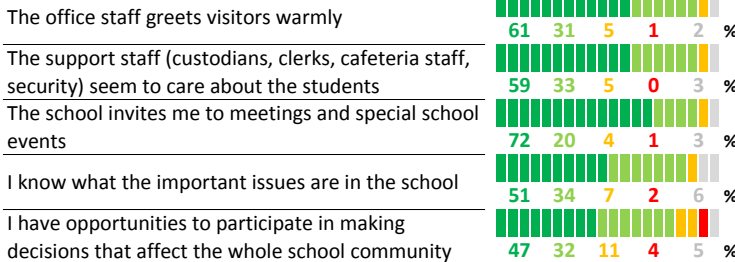 The office staff greets visitors warmly
61 31 5 1 2 %
The support staff (custodians, clerks, cafeteria staff,
security) seem to care about the students
59 33 5 0 3 %
The school invites me to meetings and special school
events
72 20 4 1 3 %
I know what the important issues are in the school
51 34 7 2 6 %
I have opportunities to participate in making
decisions that affect the whole school community
47 32 11 4 5 %